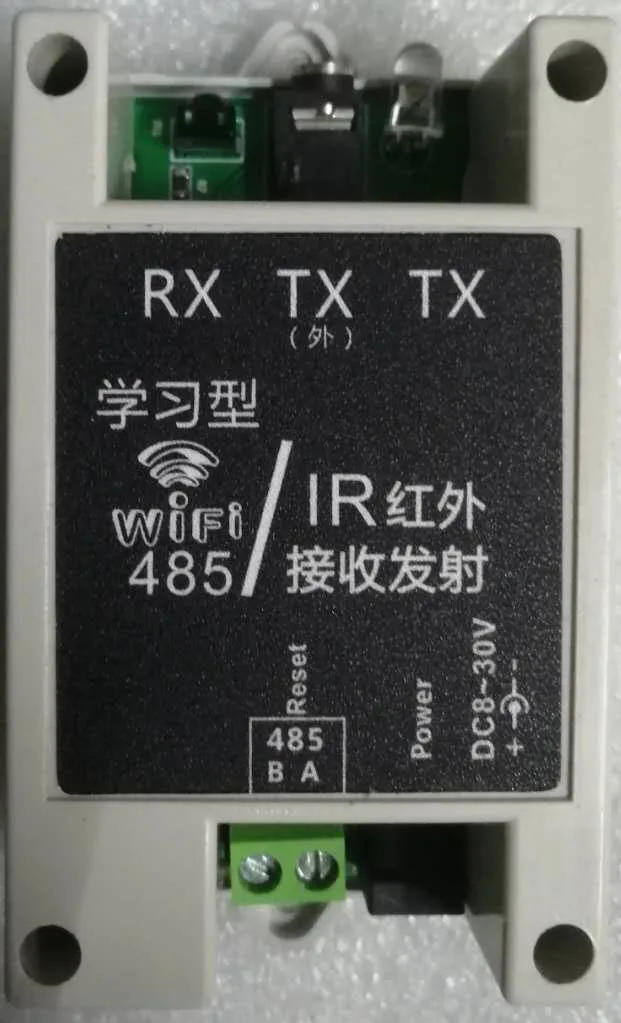 RX TX TX
(外)
学习型
WiFi
485
/
IR红外
接收发射
Reset
485
B A
Power
DC8~30V
+ -